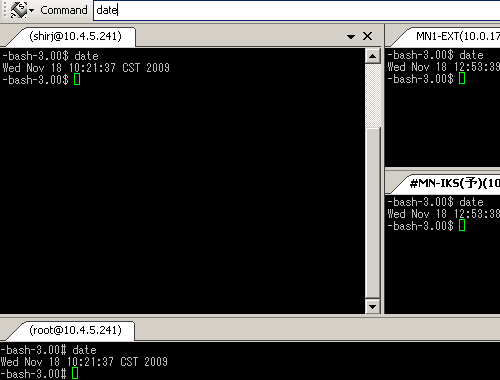 Command date
(shirj@10.4.5.241)
-bash-3.00$ date
Wed Nov 18 10:21:37 CST 2009
-bash-3.00$
MN1-EXT(10.0.17
-bash-3.00$ date
Wed Nov 18 12:53:39
-bash-3.00$
#MN-IKS(予)(10
-bash-3.00$ date
Wed Nov 18 12:53:38
-bash-3.00$
(root@10.4.5.241)
-bash-3.00# date
Wed Nov 18 10:21:37 CST 2009
-bash-3.00#